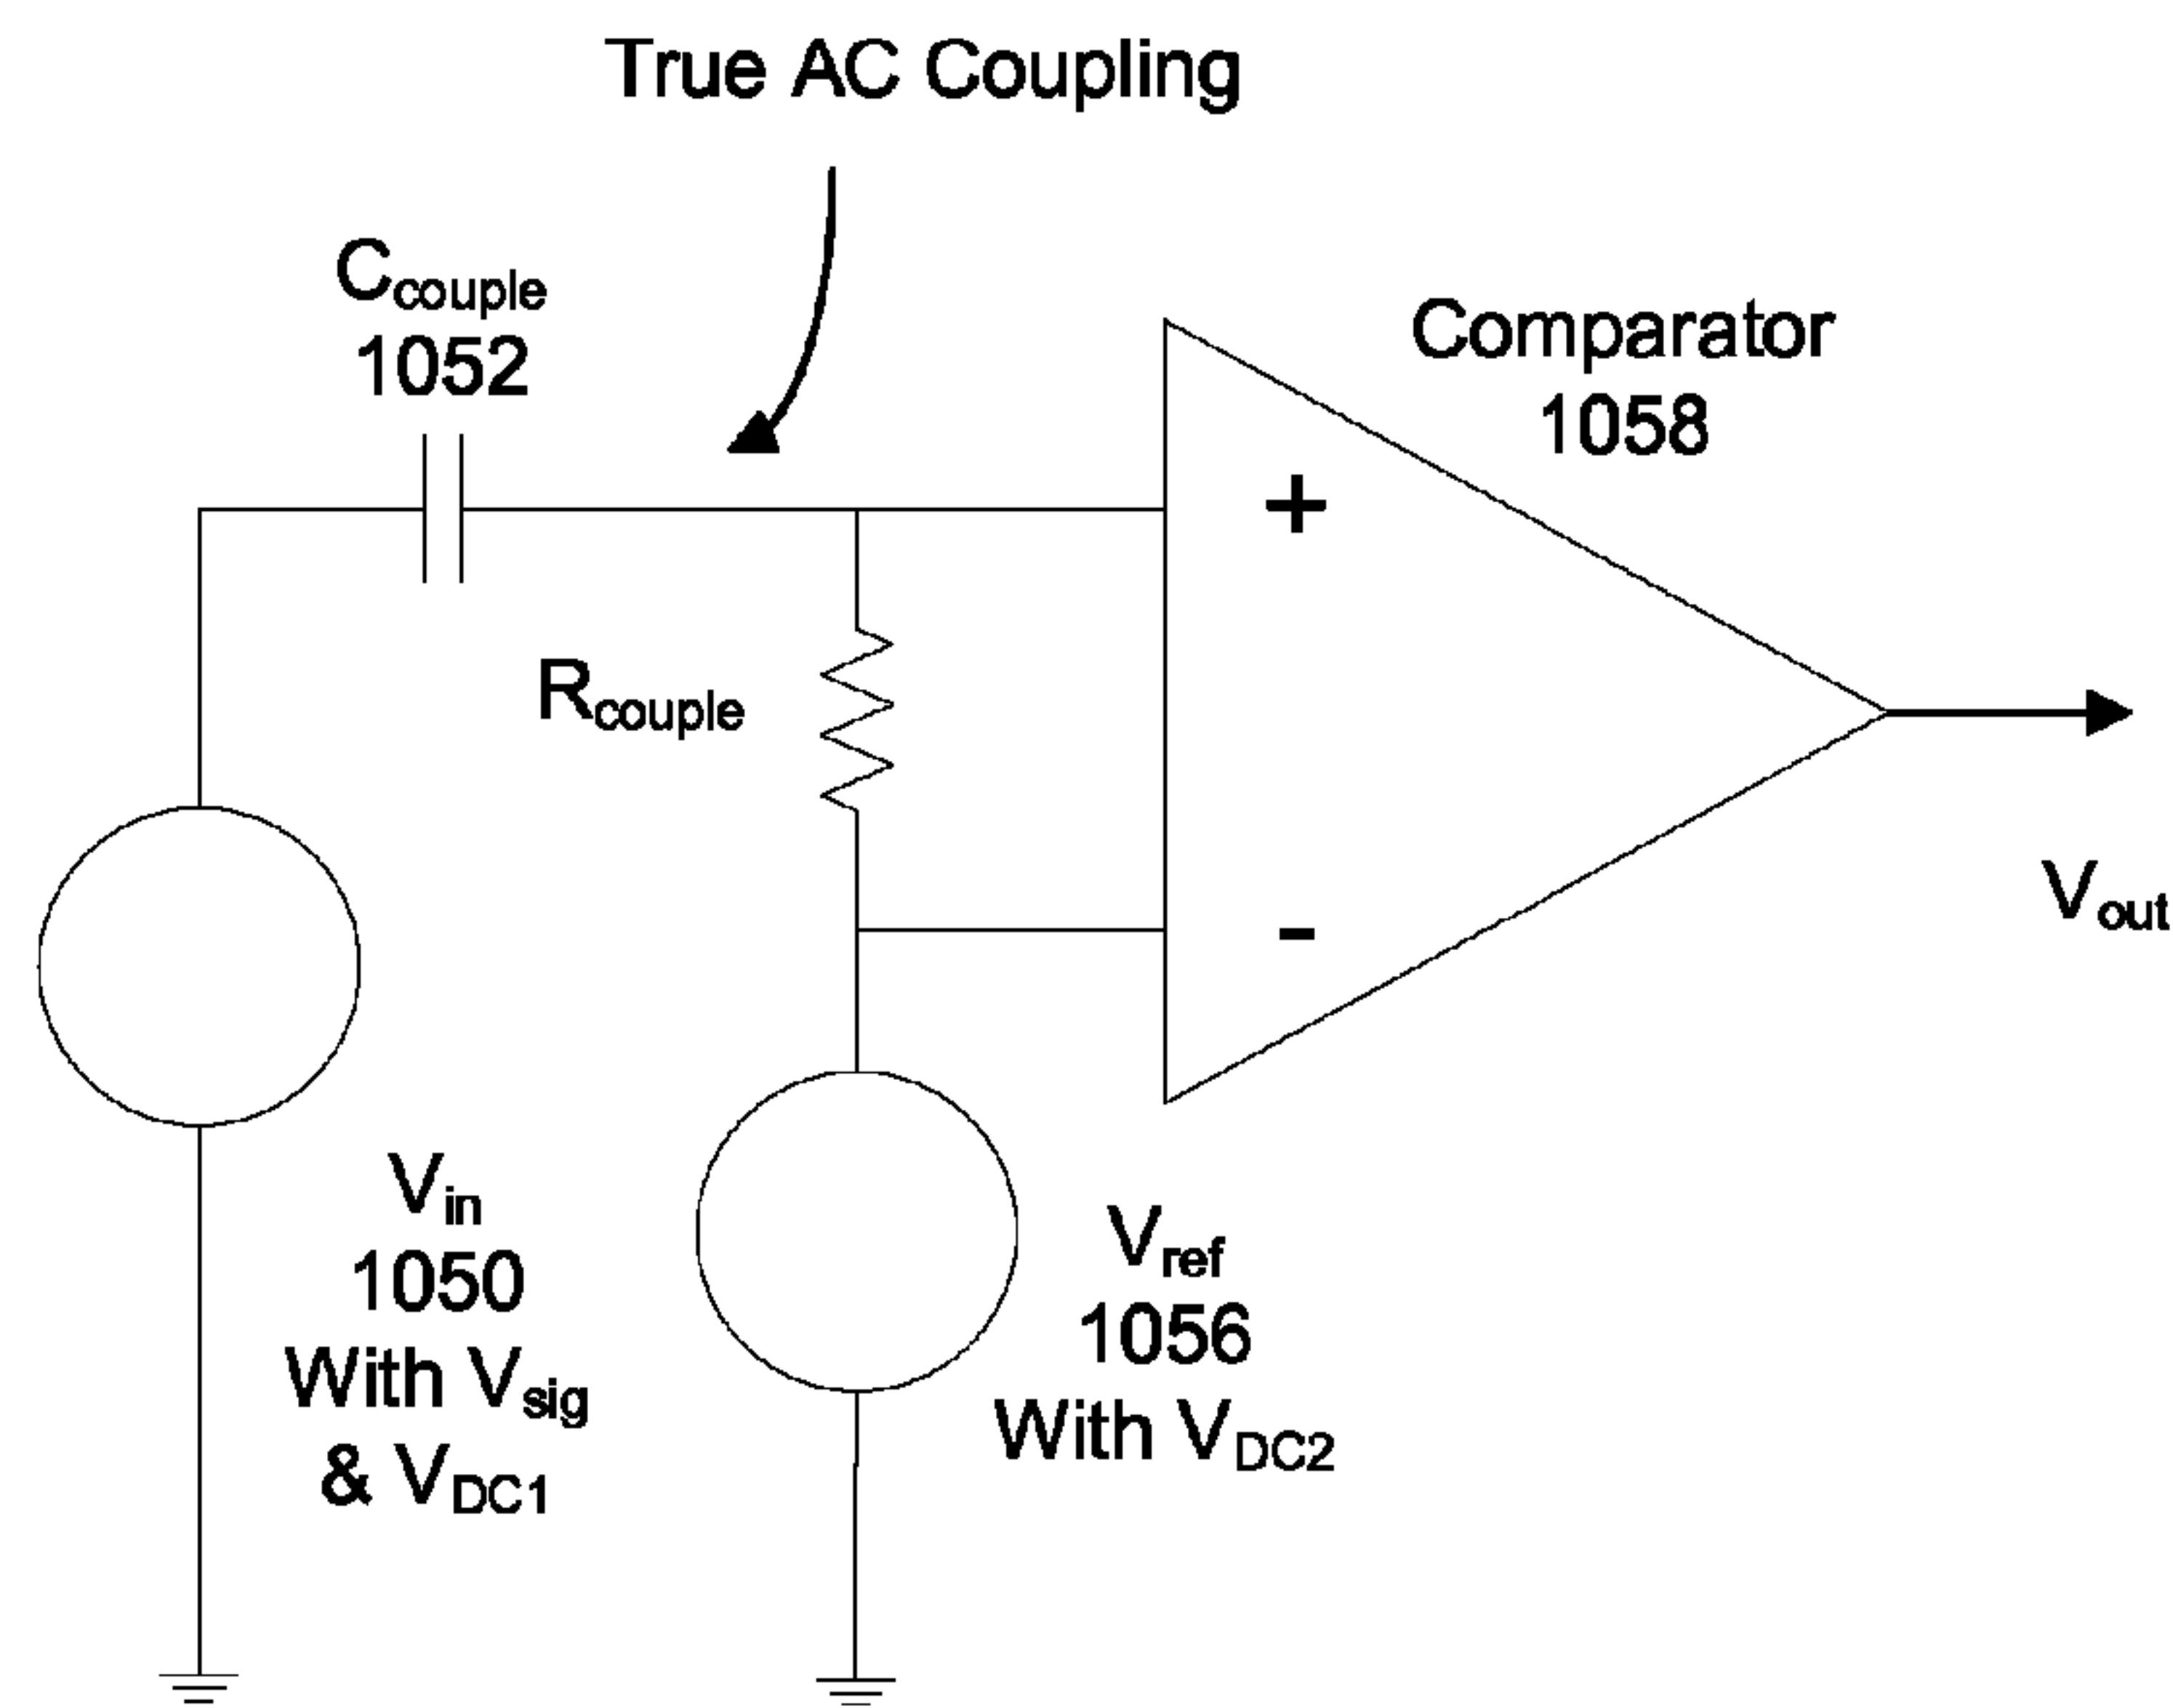 True AC Coupling
Ccouple
1052
Comparator
1058
+
Rcouple
-
Vout
Vin
1050
With Vsig
& VDC1
Vref
1056
With VDC2